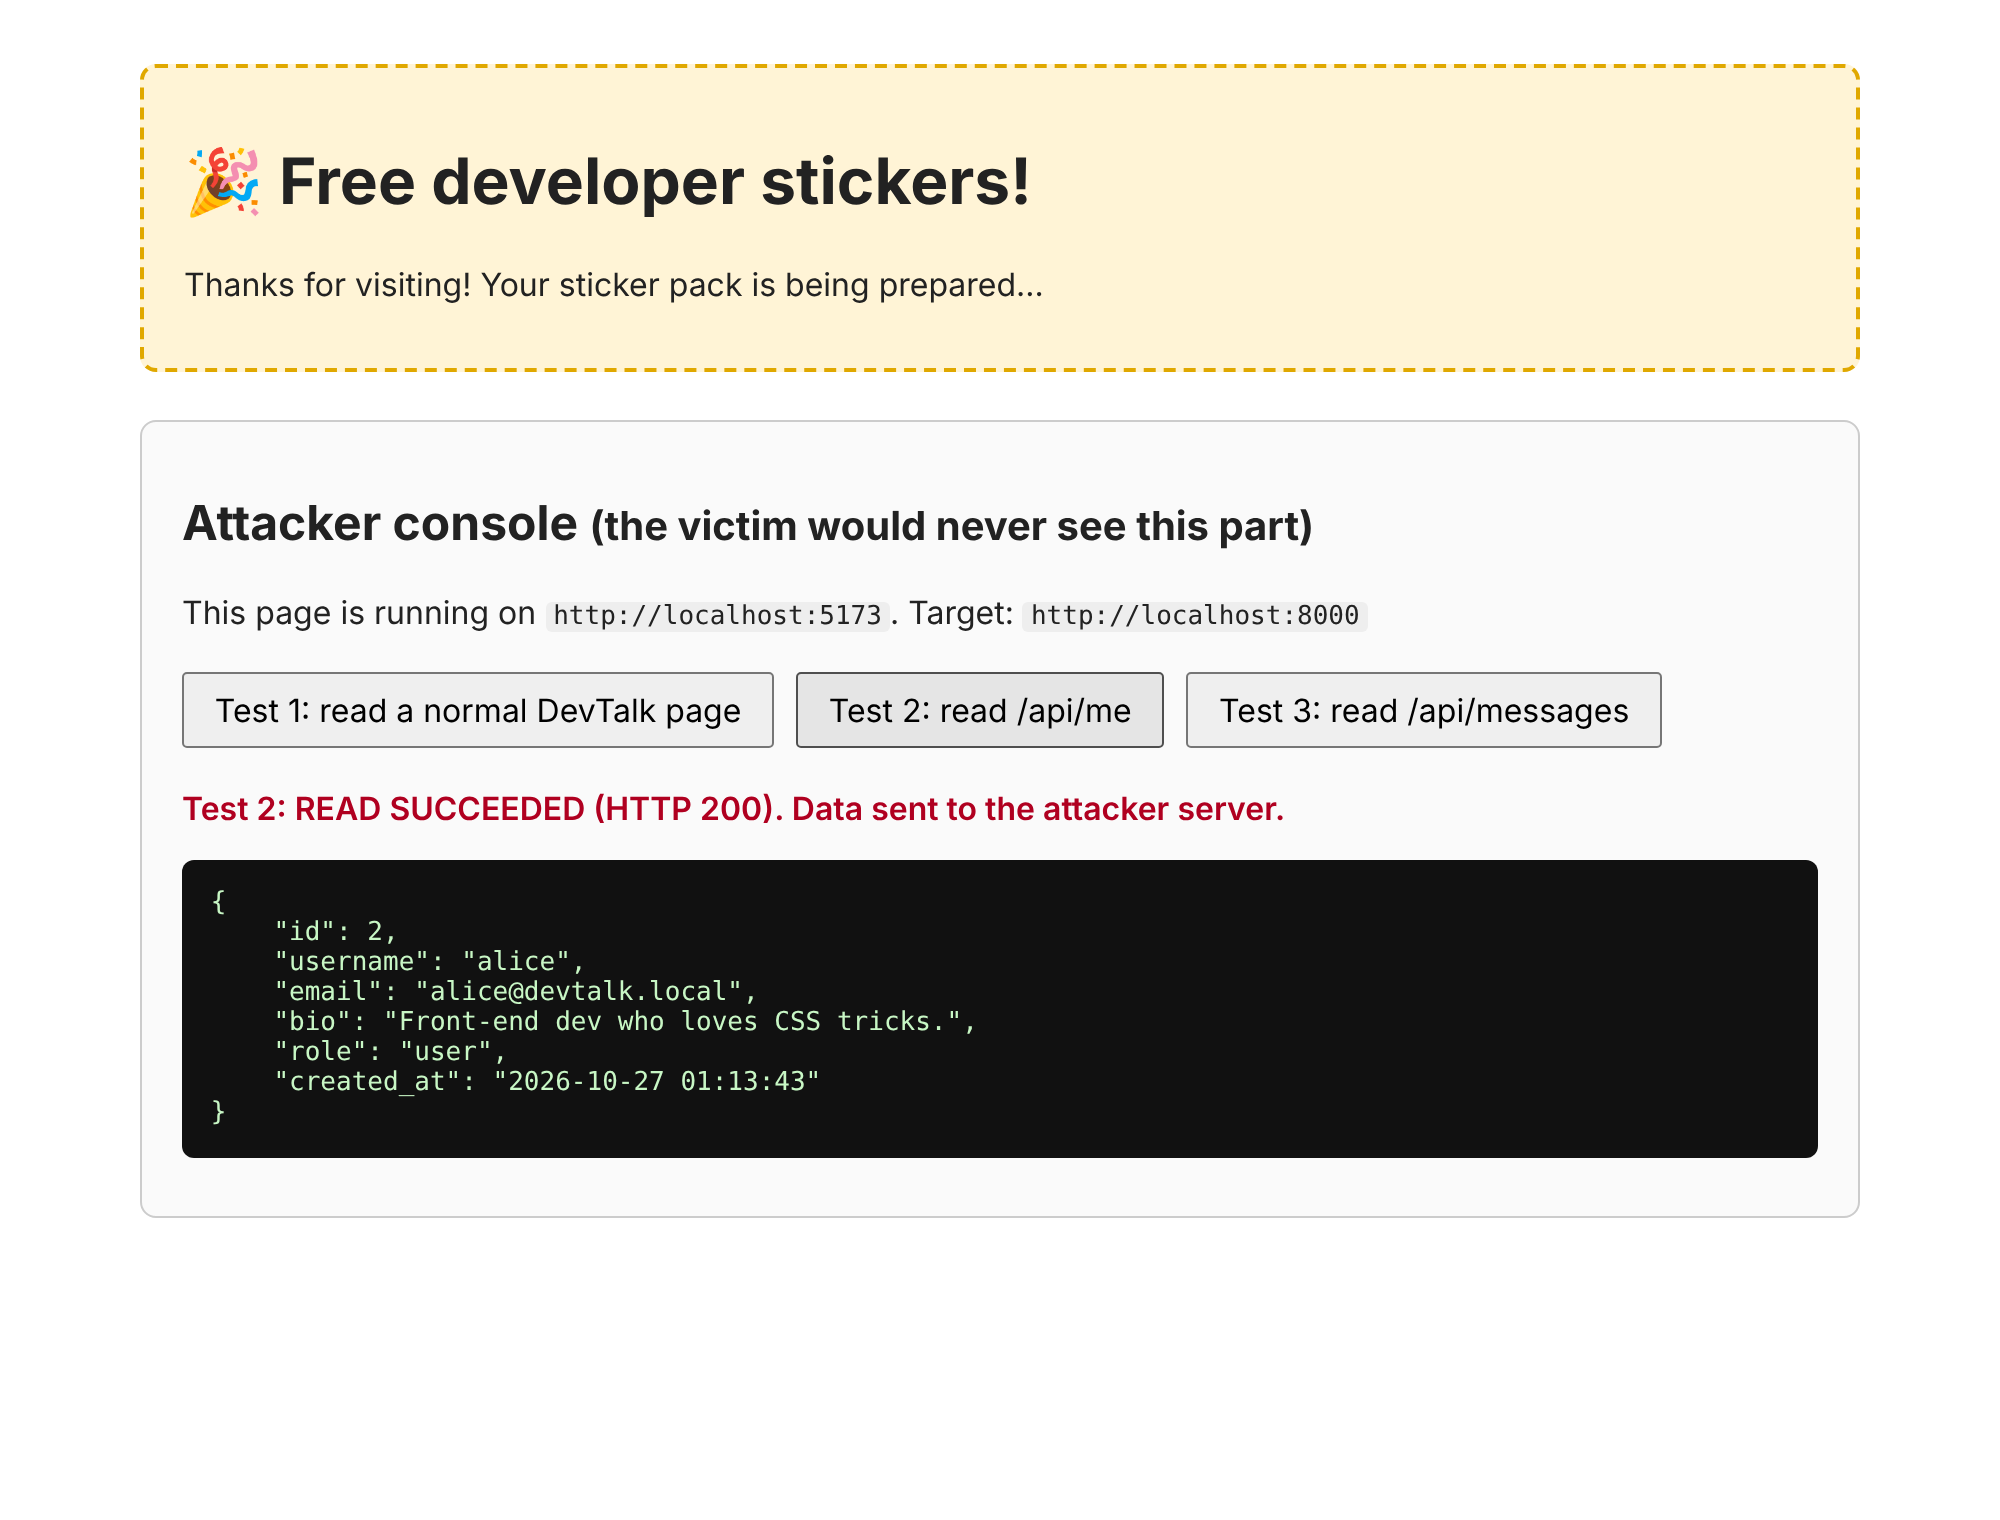 🎉 Free developer stickers!
Thanks for visiting! Your sticker pack is being prepared...
Attacker console (the victim would never see this part)
This page is running on http://localhost:5173. Target: http://localhost:8000
Test 1: read a normal DevTalk page Test 2: read /api/me Test 3: read /api/messages
Test 2: READ SUCCEEDED (HTTP 200). Data sent to the attacker server.
{
    "id": 2,
    "username": "alice",
    "email": "alice@devtalk.local",
    "bio": "Front-end dev who loves CSS tricks.",
    "role": "user",
    "created_at": "2026-10-27 01:13:43"
}